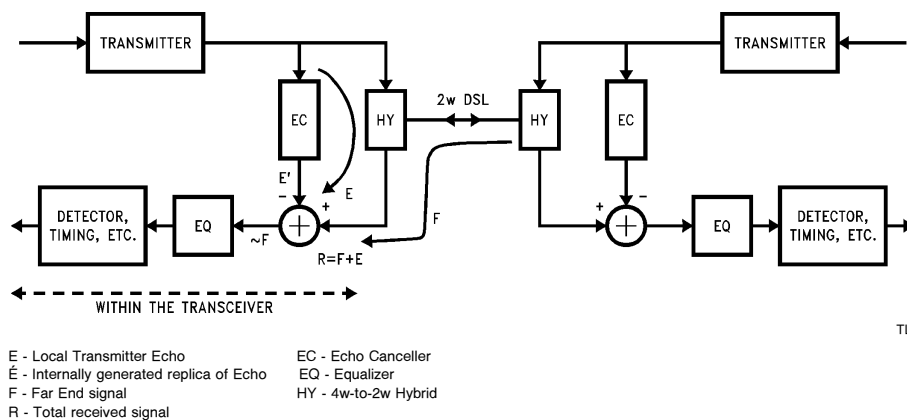 TRANSMITTER
TRANSMITTER
2w DSL
EC
HY
HY
EC
E'
E
F
-
+
+
-
+
+
DETECTOR,
TIMING, ETC.
EQ
~F
R=F+E
EQ
DETECTOR,
TIMING, ETC.
WITHIN THE TRANSCEIVER
TL
E - Local Transmitter Echo
É - Internally generated replica of Echo
F - Far End signal
R - Total received signal
EC - Echo Canceller
EQ - Equalizer
HY - 4w-to-2w Hybrid